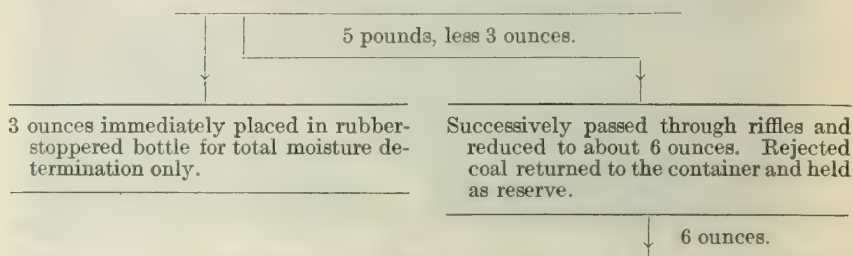 5 pounds, less 3 ounces.
3 ounces immediately placed in rubber-
stoppered bottle for total moisture de-
termination only.
Successively passed through riffles and
reduced to about 6 ounces. Rejected
coal returned to the container and held
as reserve.
6 ounces.